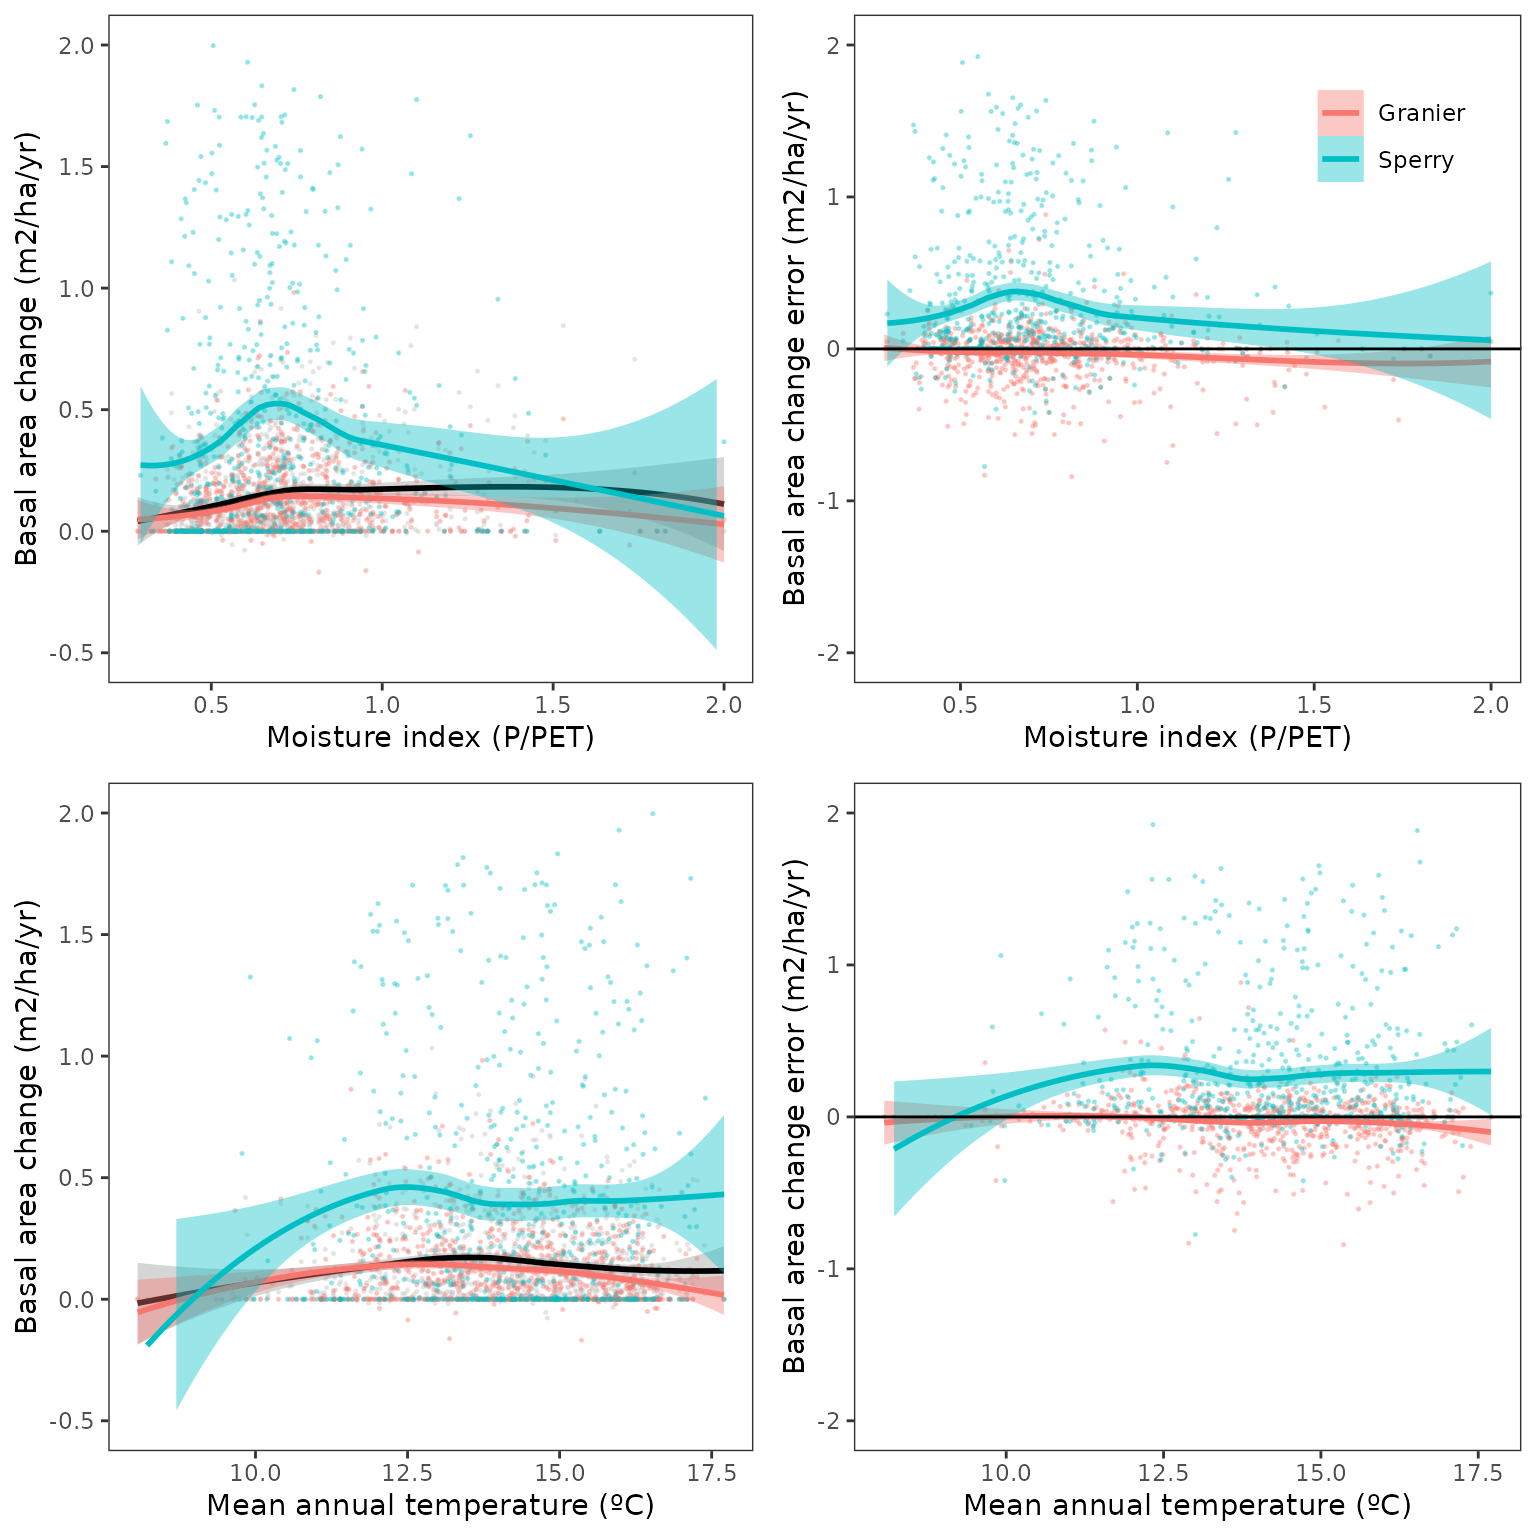 Basal area change (m2/ha/yr)
2.0
1.5
1.0
0.5
0.0
-0.5
0.5 1.0 1.5 2.0
Moisture index (P/PET)
Basal area change error (m2/ha/yr)
2
1
0
-1
-2
Granier
Sperry
0.5 1.0 1.5 2.0
Moisture index (P/PET)
Basal area change (m2/ha/yr)
2.0
1.5
1.0
0.5
0.0
-0.5
10.0 12.5 15.0 17.5
Mean annual temperature (ºC)
Basal area change error (m2/ha/yr)
2
1
0
-1
-2
10.0 12.5 15.0 17.5
Mean annual temperature (ºC)